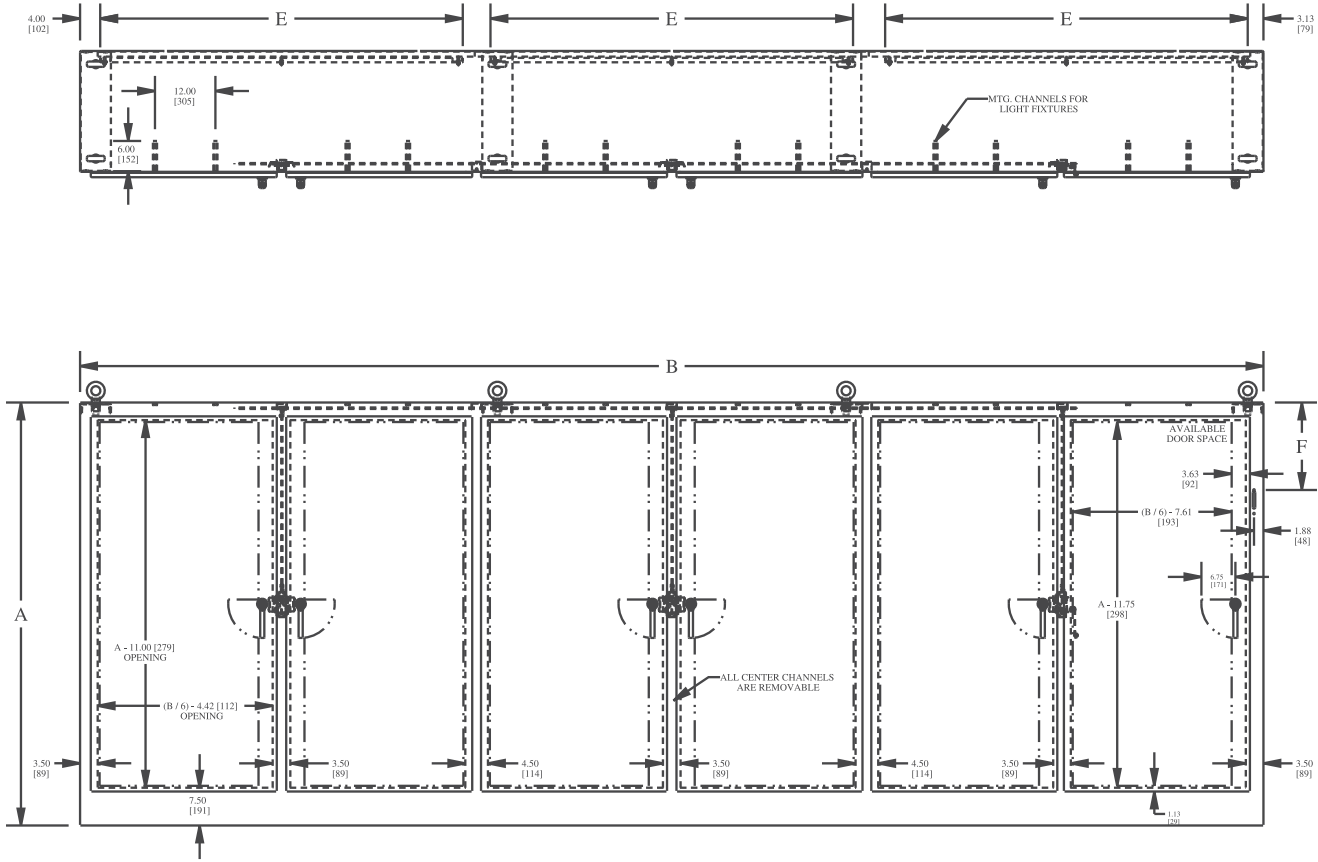 4.00
[102]
E
E
E
3.13
[79]
12.00
[305]
6.00
[152]
MTG. CHANNELS FOR
LIGHT FIXTURES
B
A
F
AVAILABLE
DOOR SPACE
3.63
[92]
(B / 6) - 7.61
[193]
1.88
[48]
6.75
[171]
A - 11.75
[298]
A - 11.00 [279]
OPENING
ALL CENTER CHANNELS
ARE REMOVABLE
(B / 6) - 4.42 [112]
OPENING
3.50
[89]
3.50
[89]
4.50
[114]
3.50
[89]
4.50
[114]
3.50
[89]
3.50
[89]
7.50
[191]
1.13
[29]